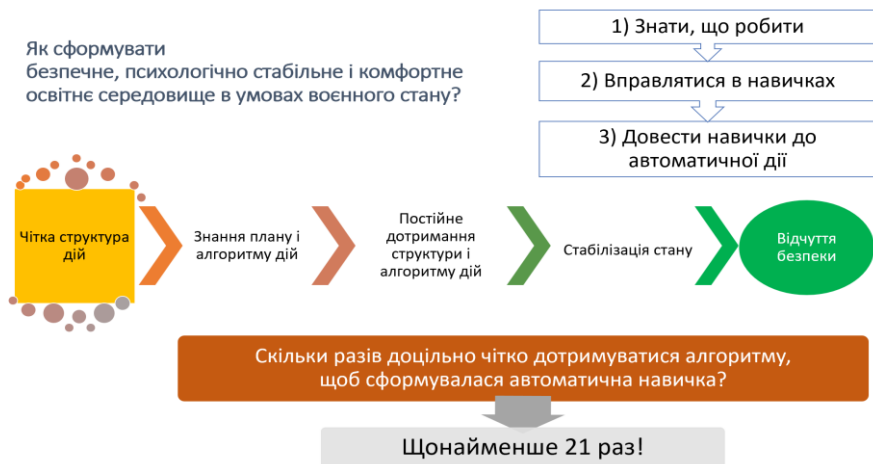 Як сформувати
безпечне, психологічно стабільне і комфортне
освітнє середовище в умовах воєнного стану?
1) Знати, що робити
2) Вправлятися в навичках
3) Довести навички до
автоматичної дії
Чітка структура
дій
Знання плану і
алгоритму дій
Постійне
дотримання
структури і
алгоритму дій
Стабілізація стану
Відчуття
безпеки
Скільки разів доцільно чітко дотримуватися алгоритму,
щоб сформувалася автоматична навичка?
Щонайменше 21 раз!